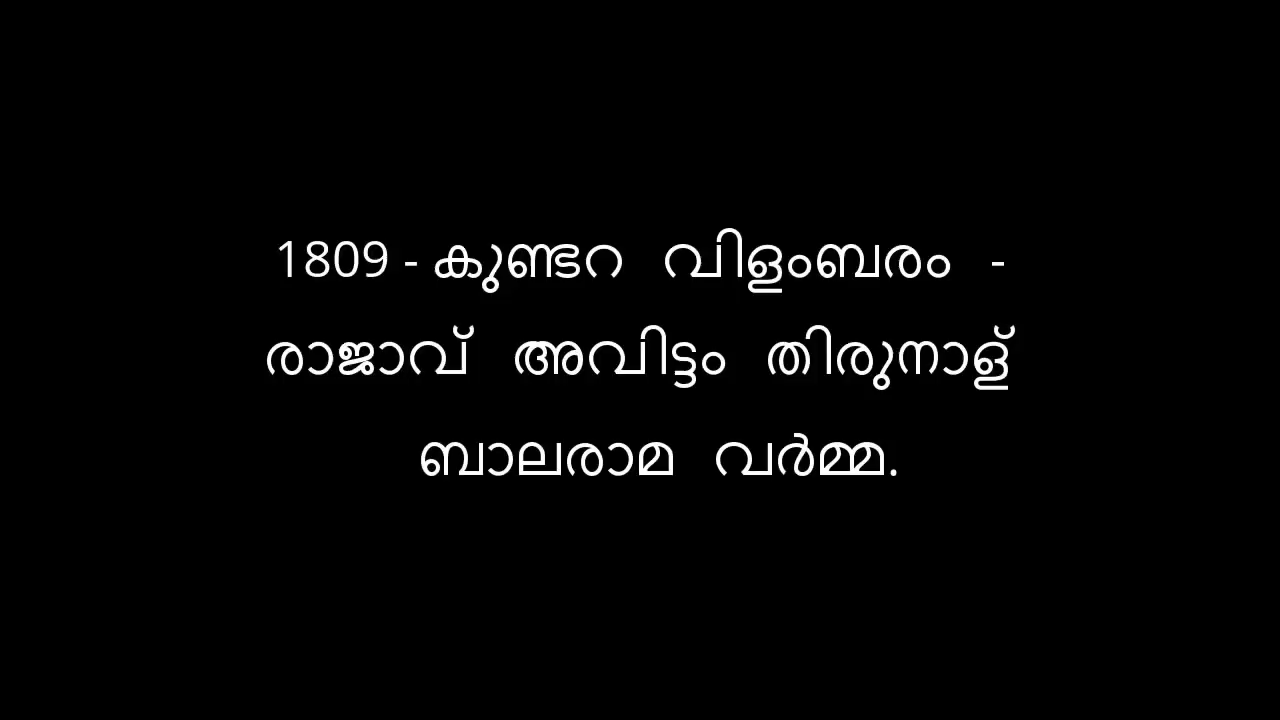 1809 - കുണ്ടറ വിളംബരം -
രാജാവ് അവിട്ടം തിരുനാള്
ബാലരാമ വർമ്മ.